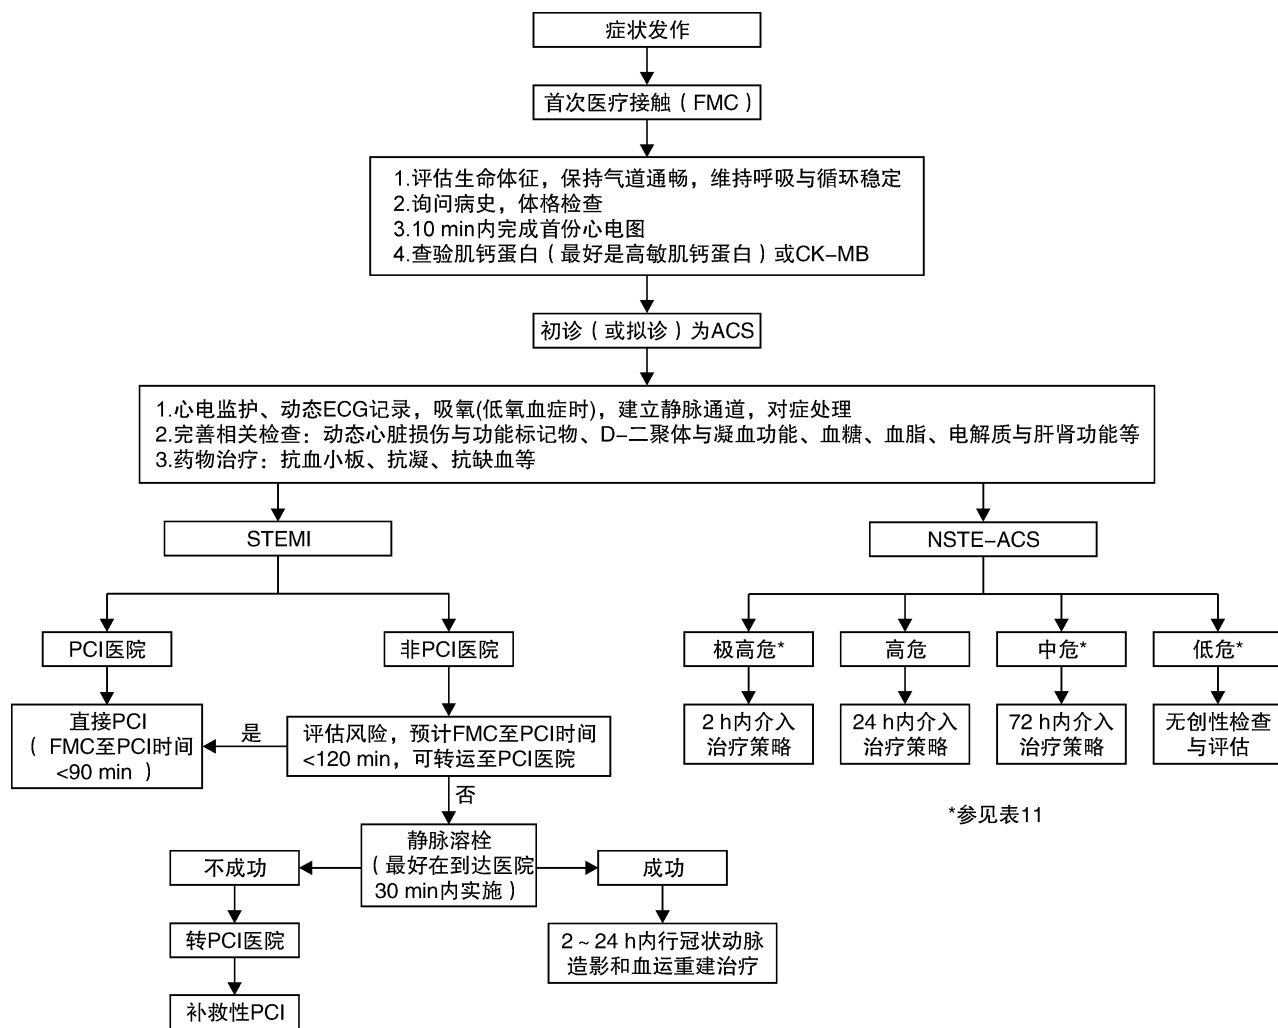 症状发作
首次医疗接触（FMC）
1.评估生命体征，保持气道通畅，维持呼吸与循环稳定
2.询问病史，体格检查
3.10 min内完成首份心电图
4.查验肌钙蛋白（最好是高敏肌钙蛋白）或CK-MB
初诊（或拟诊）为ACS
1.心电监护、动态ECG记录，吸氧(低氧血症时)，建立静脉通道，对症处理
2.完善相关检查：动态心脏损伤与功能标记物、D-二聚体与凝血功能、血糖、血脂、电解质与肝肾功能等
3.药物治疗：抗血小板、抗凝、抗缺血等
STEMI
NSTE-ACS
PCI医院
非PCI医院
极高危*
高危
中危*
低危*
直接PCI
（ FMC至PCI时间
<90 min ）
是
评估风险，预计FMC至PCI时间
<120 min，可转运至PCI医院
2 h内介入
治疗策略
24 h内介入
治疗策略
72 h内介入
治疗策略
无创性检查
与评估
否
*参见表11
静脉溶栓
（最好在到达医院
30 min内实施）
不成功
成功
转PCI医院
2～24 h内行冠状动脉
造影和血运重建治疗
补救性PCI